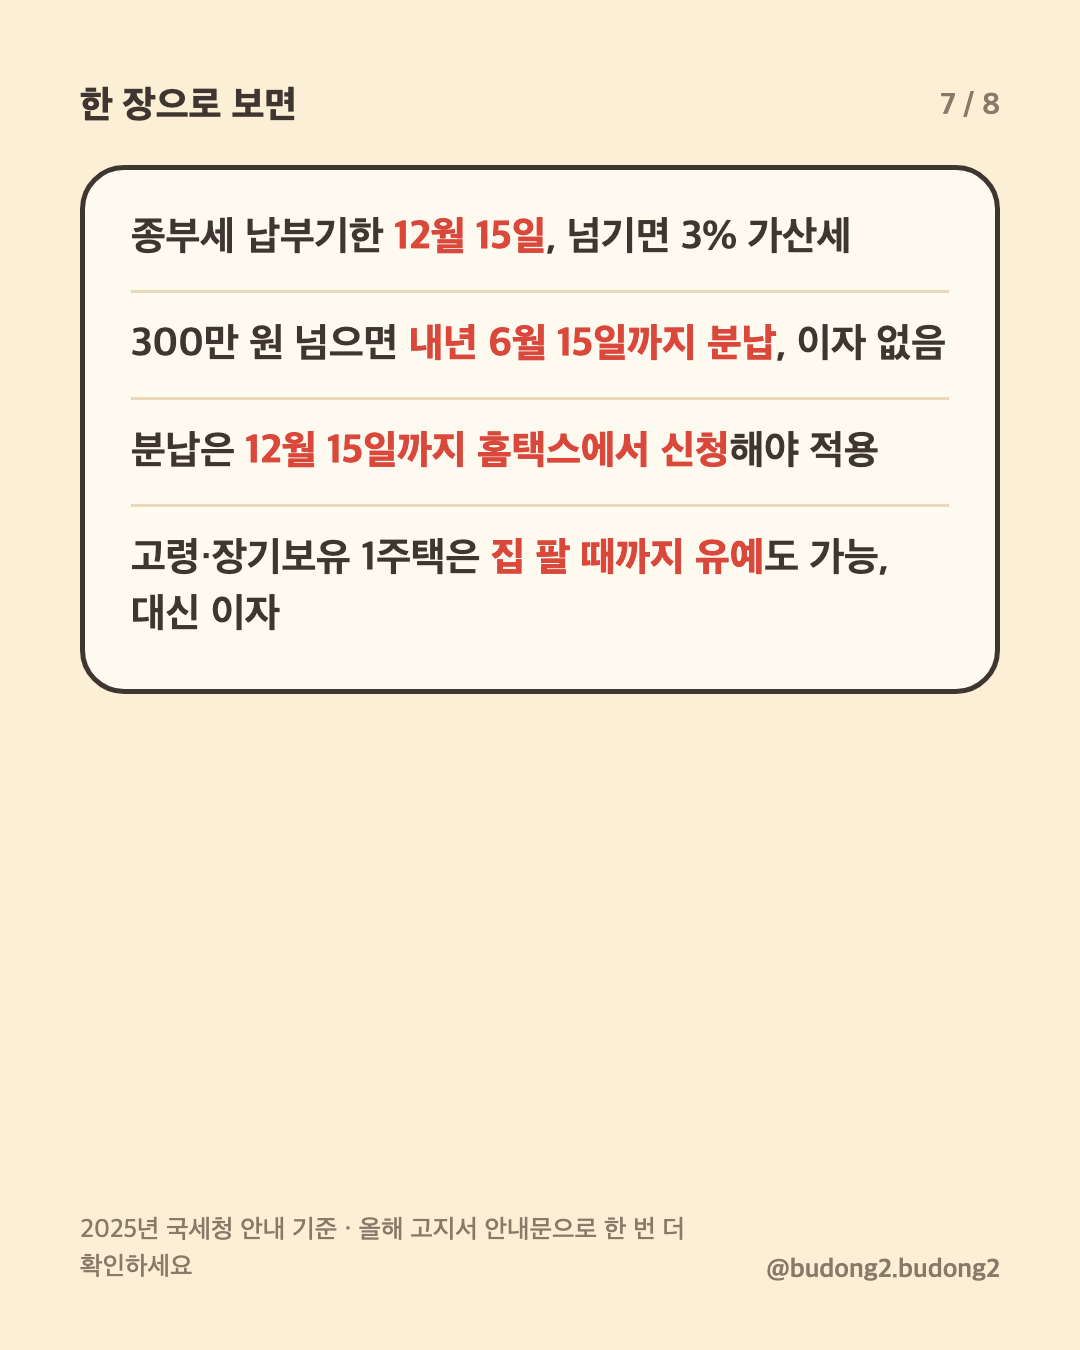 한 장으로 보면
7 / 8
종부세 납부기한 12월 15일, 넘기면 3% 가산세
300만 원 넘으면 내년 6월 15일까지 분납, 이자 없음
분납은 12월 15일까지 홈택스에서 신청해야 적용
고령·장기보유 1주택은 집 팔 때까지 유예도 가능,
대신 이자
2025년 국세청 안내 기준 · 올해 고지서 안내문으로 한 번 더
확인하세요
@budong2.budong2